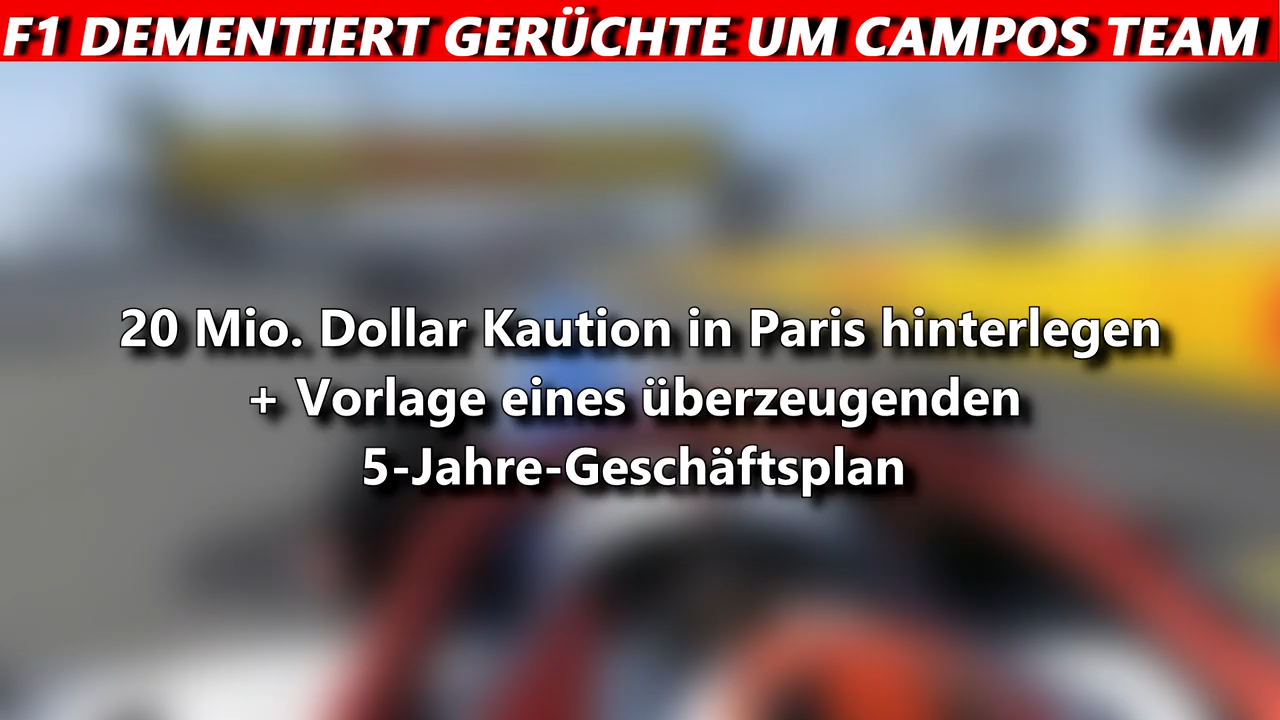 F1 DEMENTIERT GERÜCHTE UM CAMPOS TEAM
20 Mio. Dollar Kaution in Paris hinterlegen
+ Vorlage eines überzeugenden
5-Jahre-Geschäftsplan